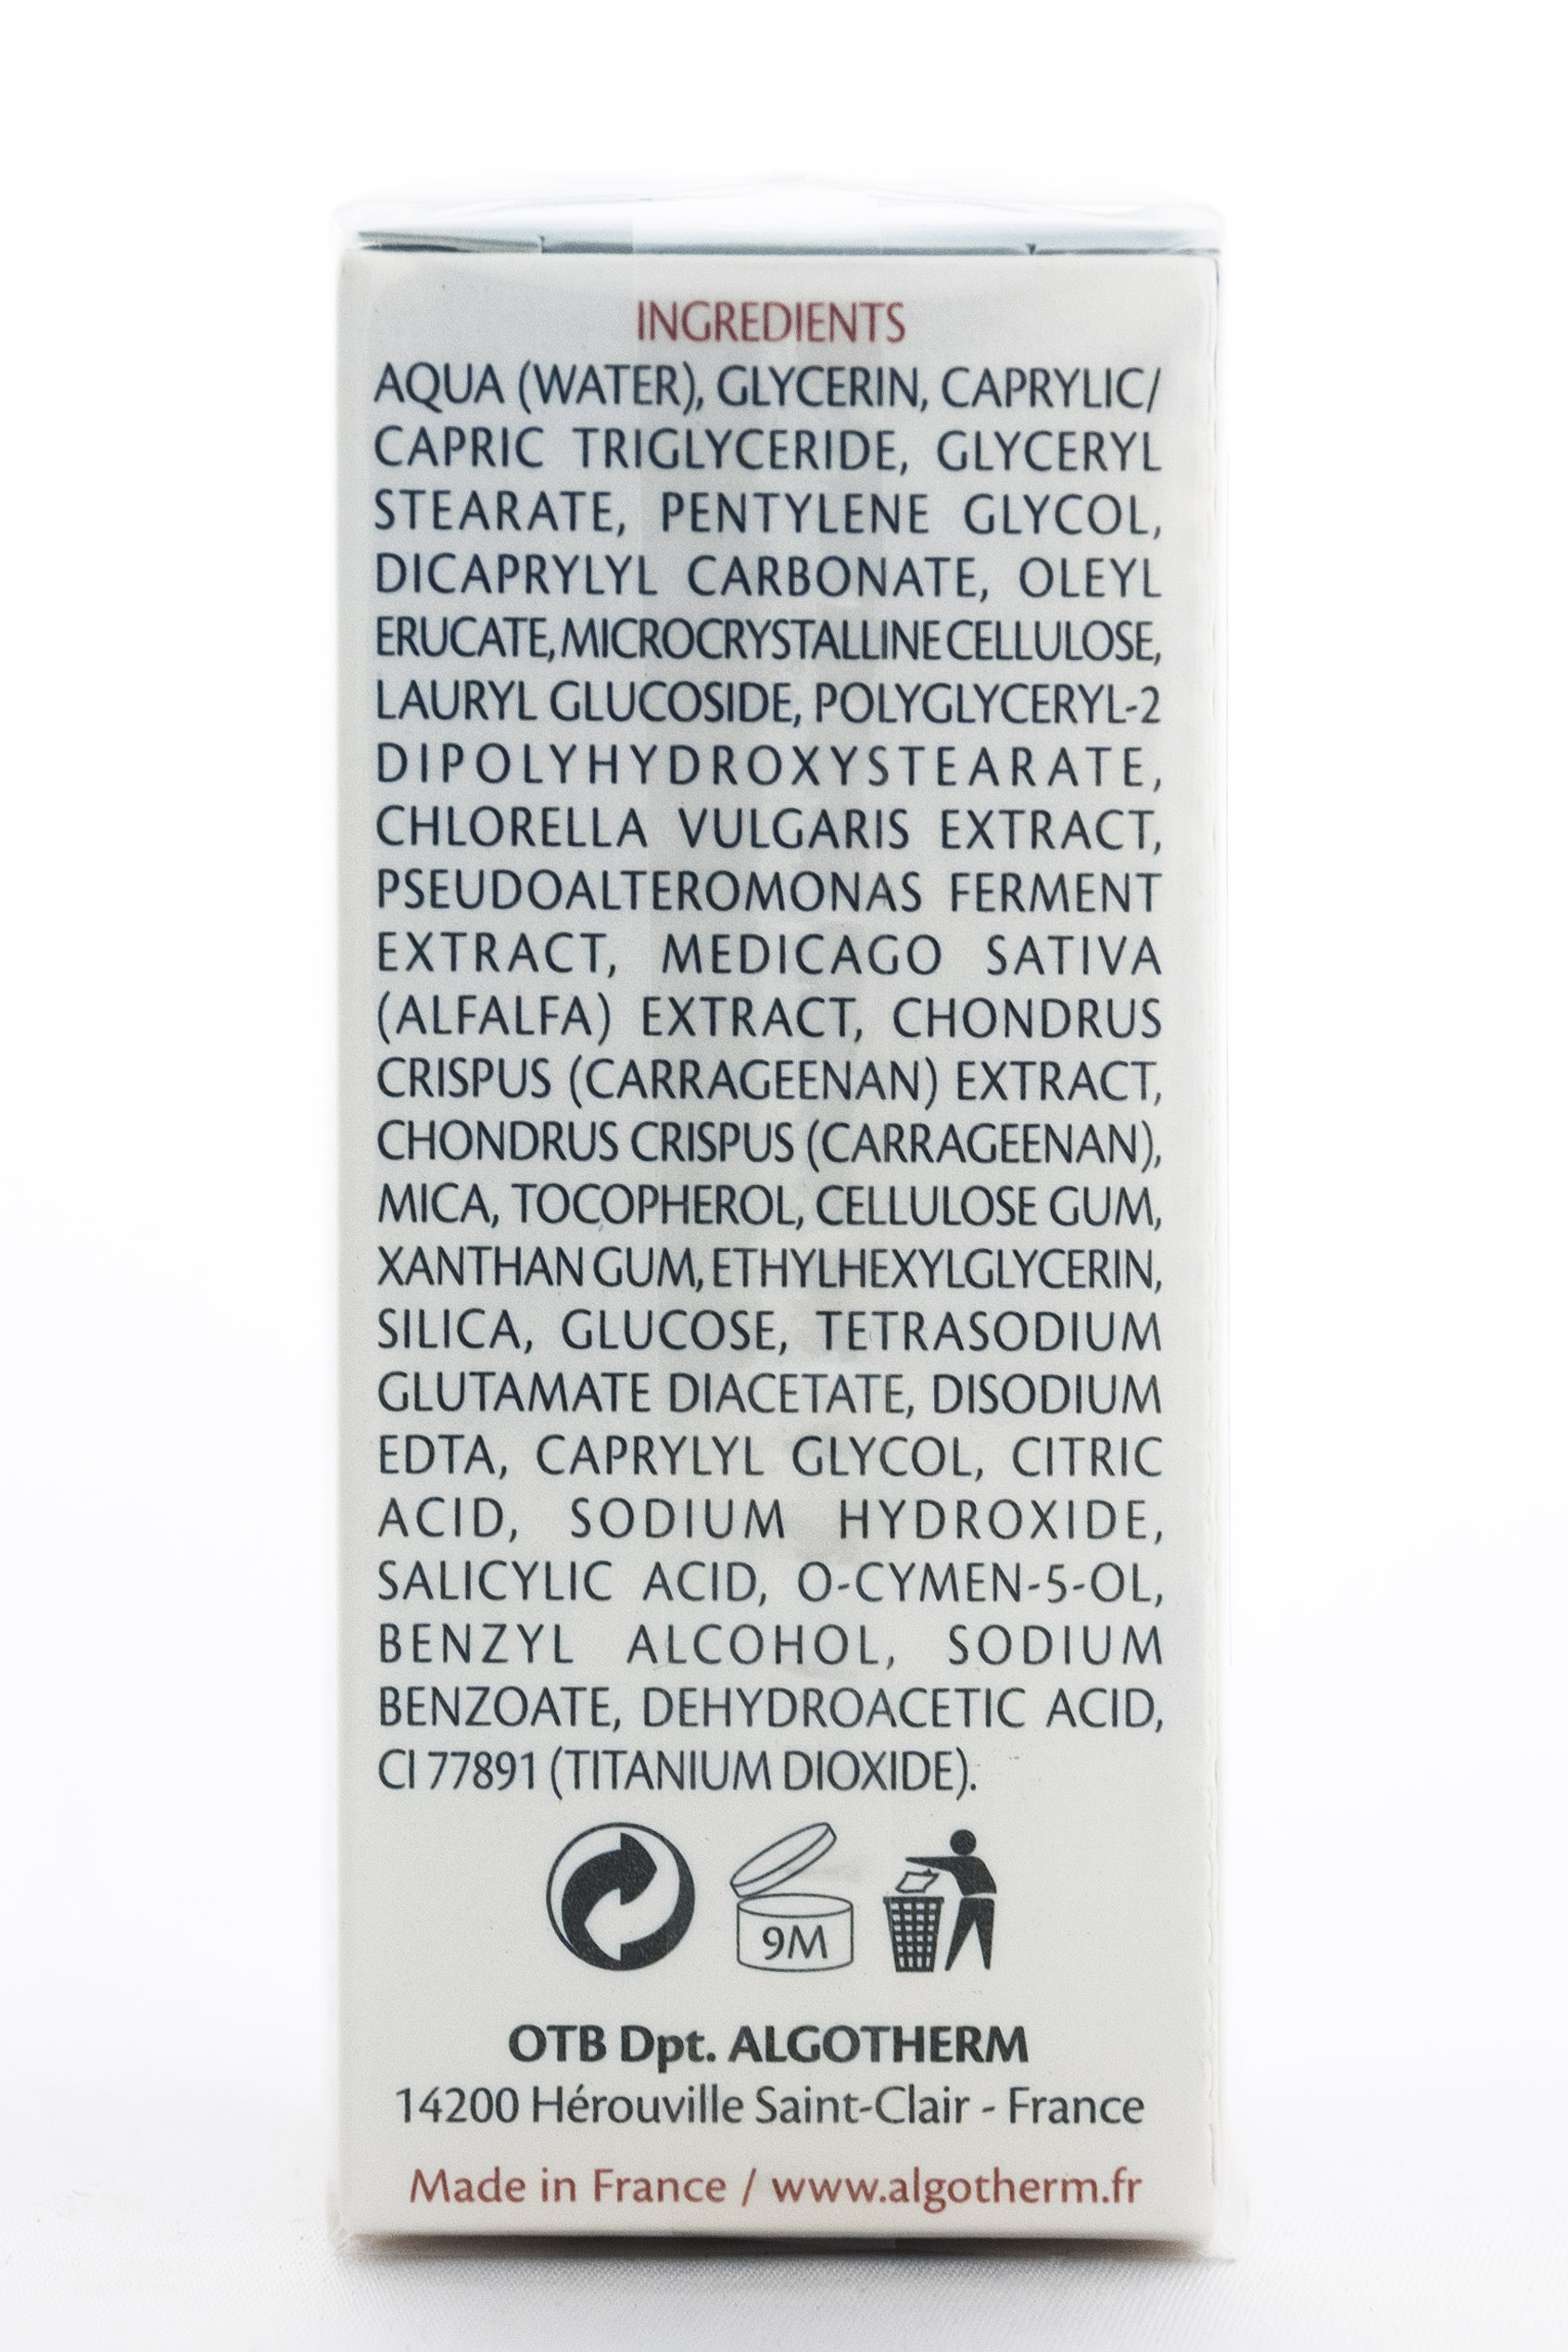 INGREDIENTS
AQUA (WATER), GLYCERIN, CAPRYLIC/
CAPRIC TRIGLYCERIDE, GLYCERYL
STEARATE, PENTYLENE GLYCOL,
DICAPRYLYL CARBONATE, OLEYL
ERUCATE, MICROCRYSTALLINE CELLULOSE,
LAURYL GLUCOSIDE, POLYGLYCERYL-2
DIPOLYHYDROXYSTEARATE,
CHLORELLA VULGARIS EXTRACT,
PSEUDOALTEROMONAS FERMENT
EXTRACT, MEDICAGO SATIVA
(ALFALFA) EXTRACT, CHONDRUS
CRISPUS (CARRAGEENAN) EXTRACT,
CHONDRUS CRISPUS (CARRAGEENAN),
MICA, TOCOPHEROL, CELLULOSE GUM,
XANTHAN GUM, ETHYLHEXYLGLYCERIN,
SILICA, GLUCOSE, TETRASODIUM
GLUTAMATE DIACETATE, DISODIUM
EDTA, CAPRYLYL GLYCOL, CITRIC
ACID, SODIUM HYDROXIDE,
SALICYLIC ACID, O-CYMEN-5-OL,
BENZYL ALCOHOL, SODIUM
BENZOATE, DEHYDROACETIC ACID,
CI 77891 (TITANIUM DIOXIDE).
9M
OTB Dpt. ALGOTHERM
14200 Hérouville Saint-Clair - France
Made in France / www.algotherm.fr